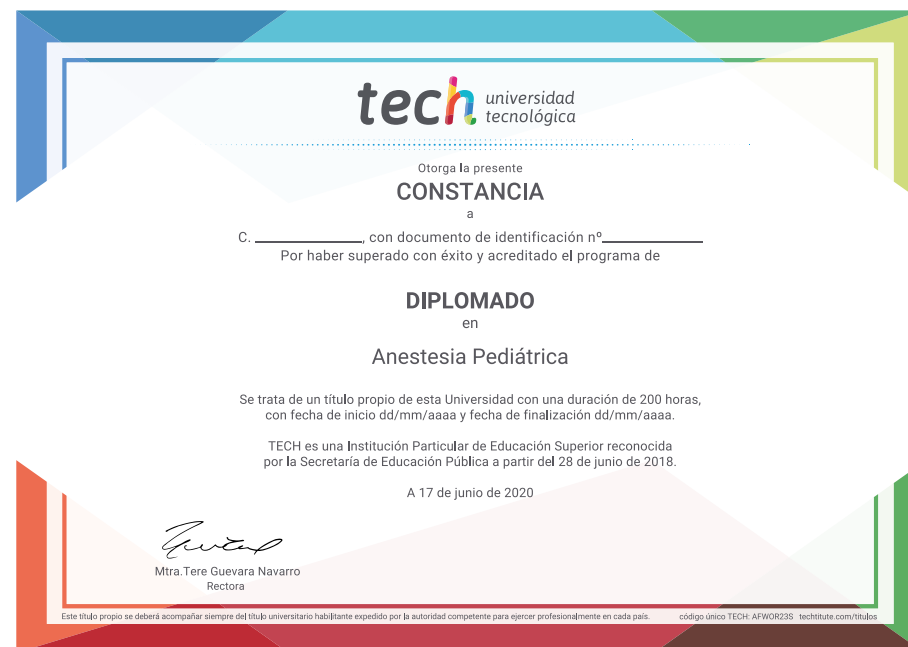 tech universidad
tecnológica
Otorga la presente
CONSTANCIA
a
C. ____________, con documento de identificación nº____________
Por haber superado con éxito y acreditado el programa de
DIPLOMADO
en
Anestesia Pediátrica
Se trata de un título propio de esta Universidad con una duración de 200 horas,
con fecha de inicio dd/mm/aaaa y fecha de finalización dd/mm/aaaa.
TECH es una Institución Particular de Educación Superior reconocida
por la Secretaría de Educación Pública a partir del 28 de junio de 2018.
A 17 de junio de 2020
Mtra.Tere Guevara Navarro
Rectora
Este título propio se deberá acompañar siempre del título universitario habilitante expedido por la autoridad competente para ejercer profesionalmente en cada país. código único TECH: AFWOR23S techtitute.com/titulos